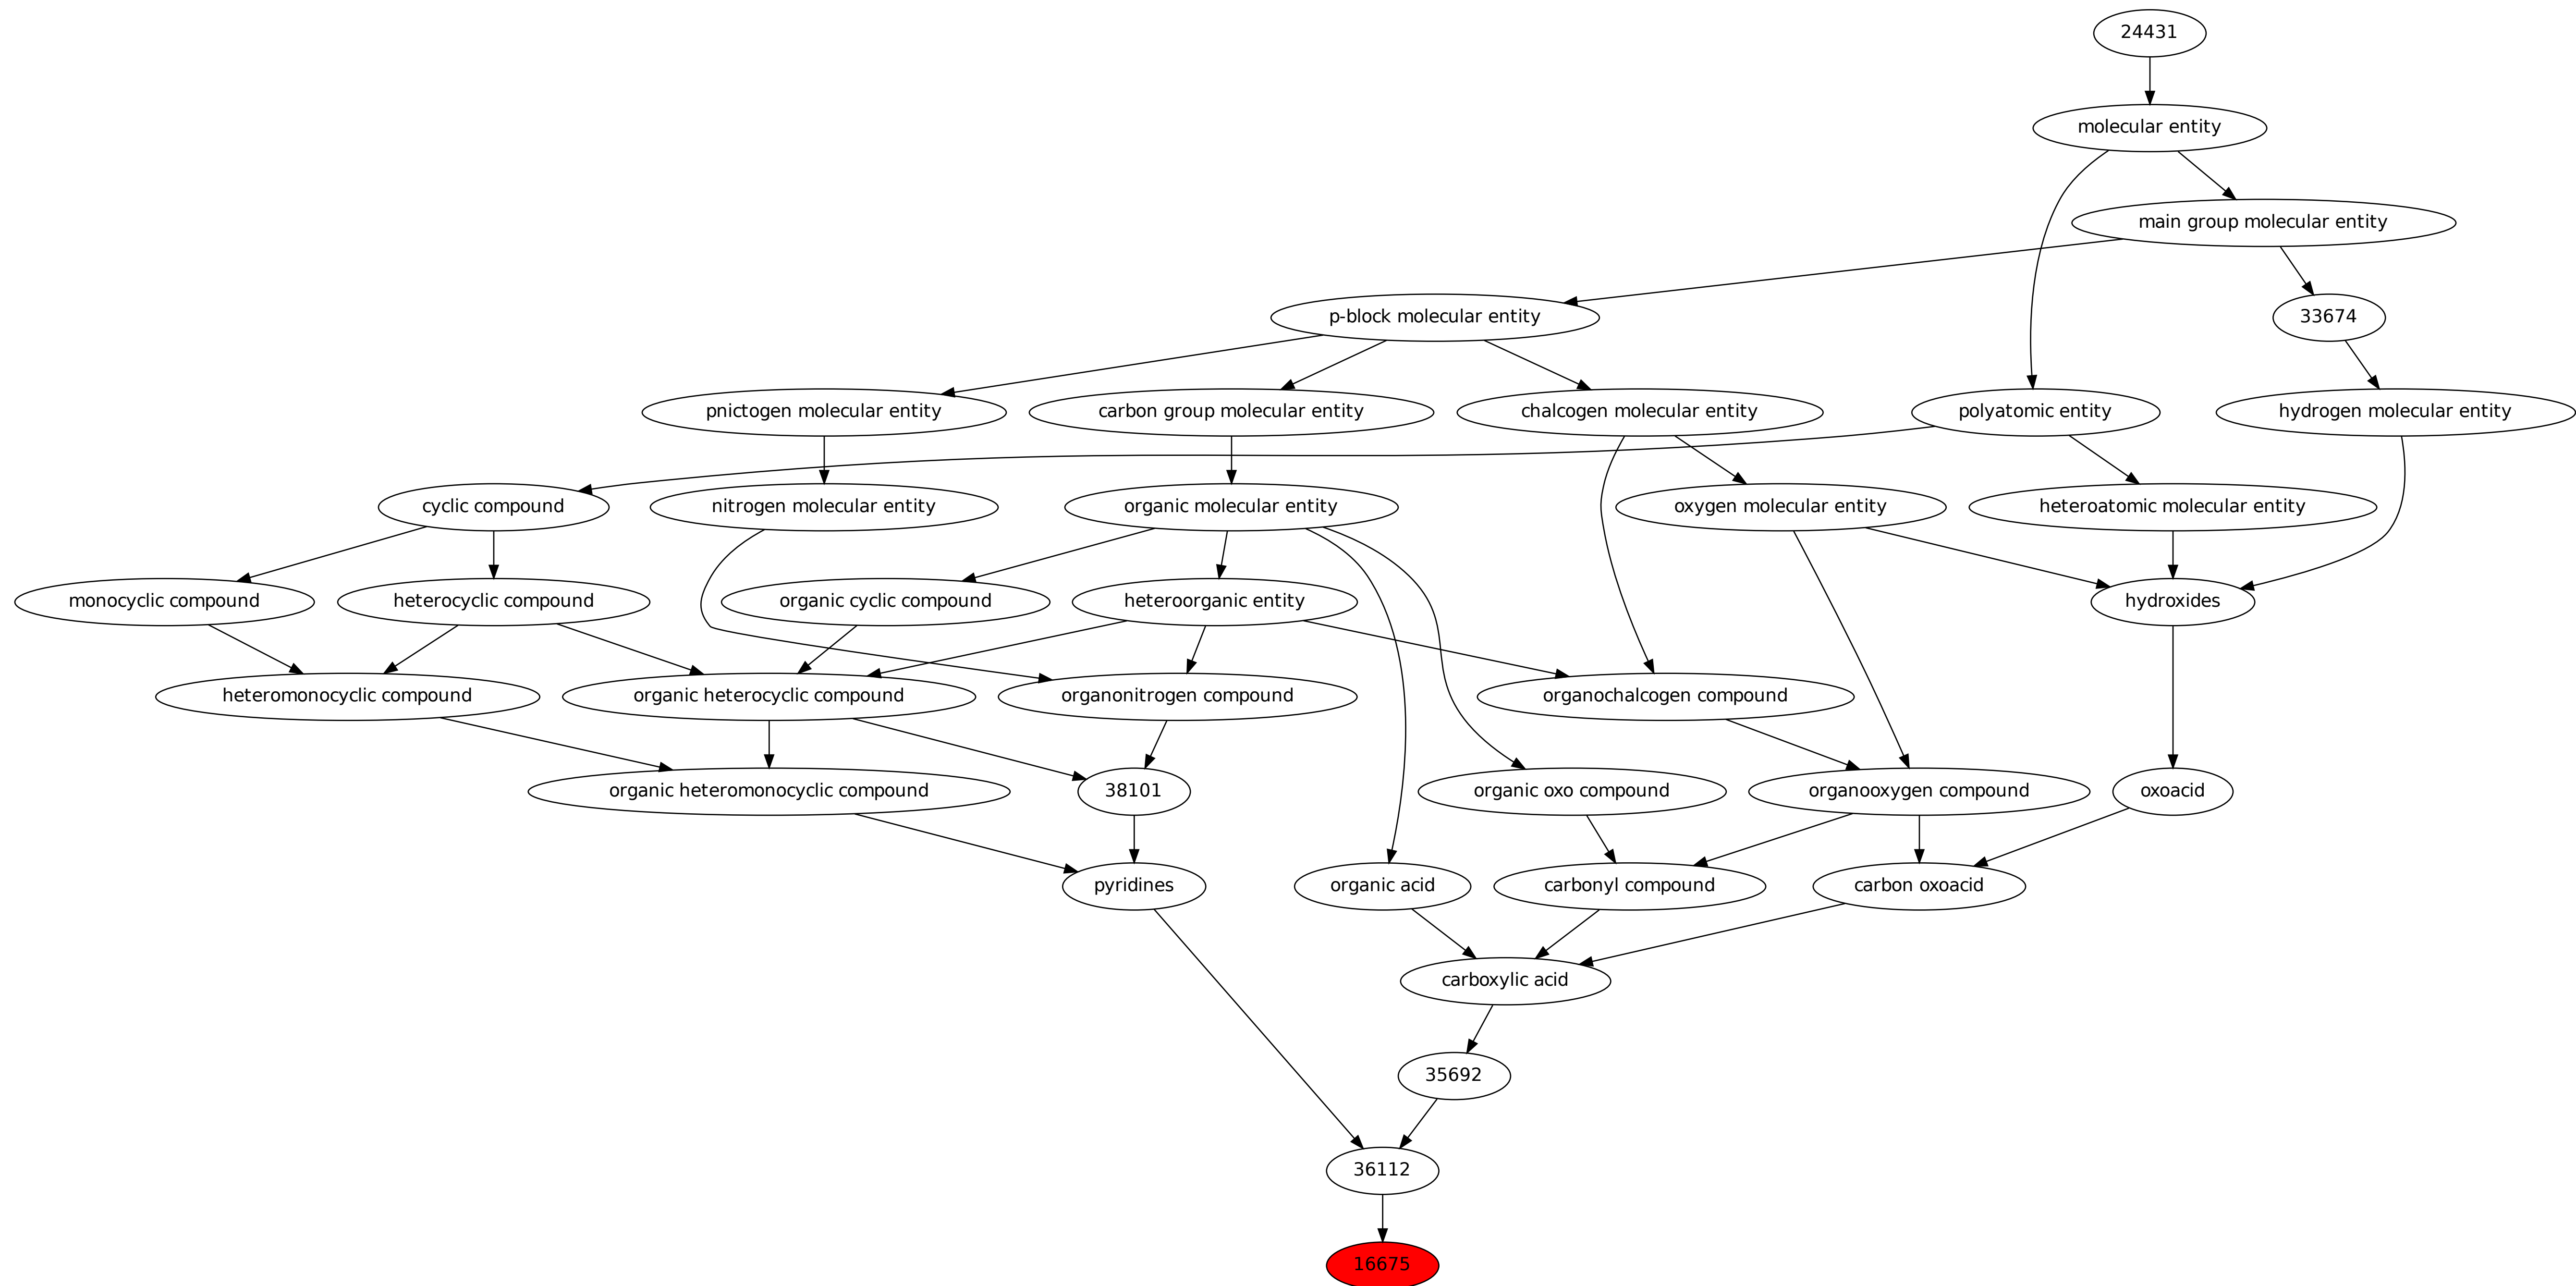 24431
molecular entity
main group molecular entity
p-block molecular entity
33674
pnictogen molecular entity
carbon group molecular entity
chalcogen molecular entity
polyatomic entity
hydrogen molecular entity
cyclic compound
nitrogen molecular entity
organic molecular entity
oxygen molecular entity
heteroatomic molecular entity
monocyclic compound
heterocyclic compound
organic cyclic compound
heteroorganic entity
hydroxides
heteromonocyclic compound
organic heterocyclic compound
organonitrogen compound
organochalcogen compound
organic heteromonocyclic compound
38101
organic oxo compound
organooxygen compound
oxoacid
pyridines
organic acid
carbonyl compound
carbon oxoacid
carboxylic acid
35692
36112
16675